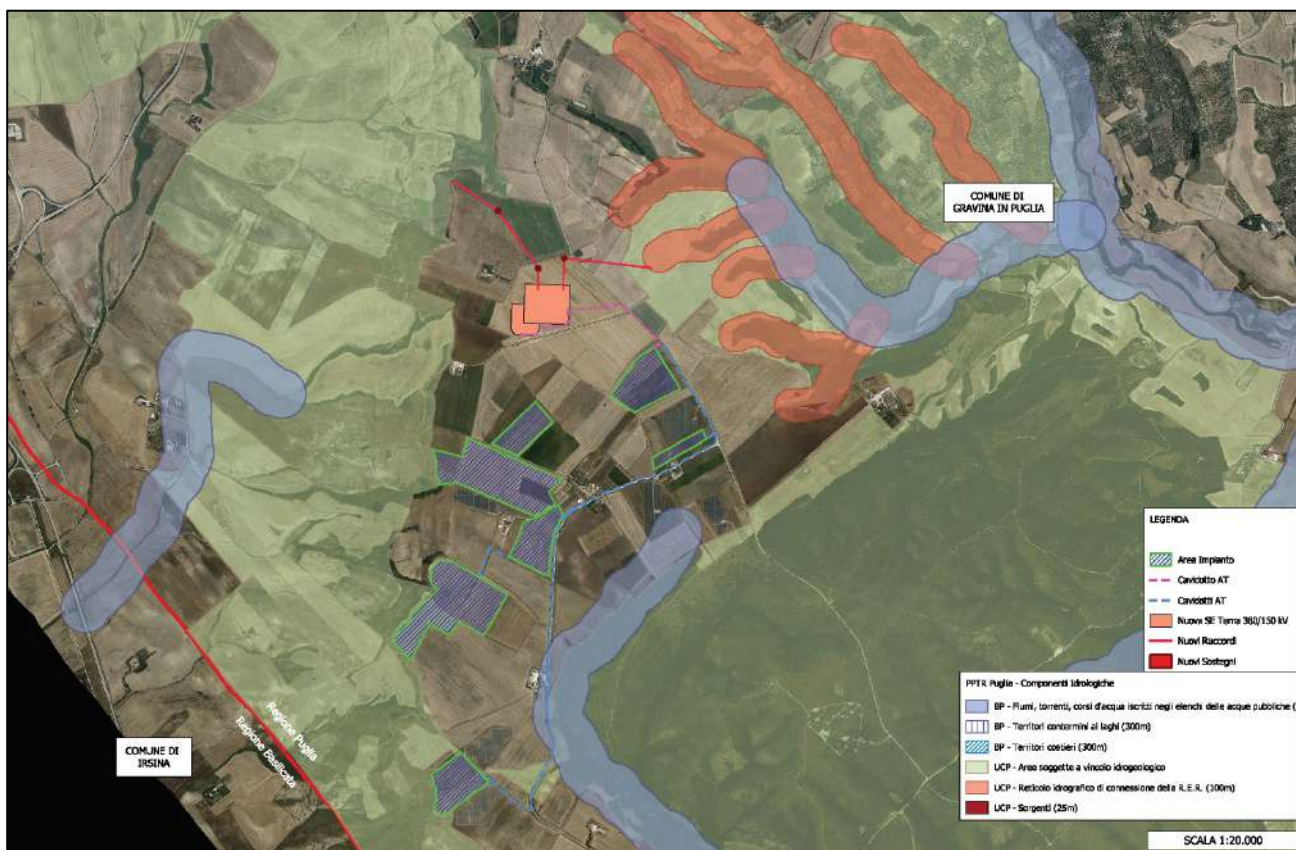 COMUNE DI
GRAVINA IN PUGLIA
LEGENDA
Area Impianto
Cavidotto AT
Cavidotti AT
Nuova SE Terna 380/150 kV
Nuovi Raccordi
Nuovi Sostegni
PPTR Puglia - Componenti Idrologiche
BP - Fiumi, torrenti, corsi d'acqua iscritti negli elenchi delle acque pubbliche (
BP - Territori contermini ai laghi (300m)
BP - Territori costieri (300m)
UCP - Aree soggette a vincolo idrogeologico
UCP - Reticolo idrografico di connessione della R.E.R. (100m)
UCP - Sorgenti (25m)
Regione Puglia
Regione Basilicata
COMUNE DI
IRSINA
SCALA 1:20.000